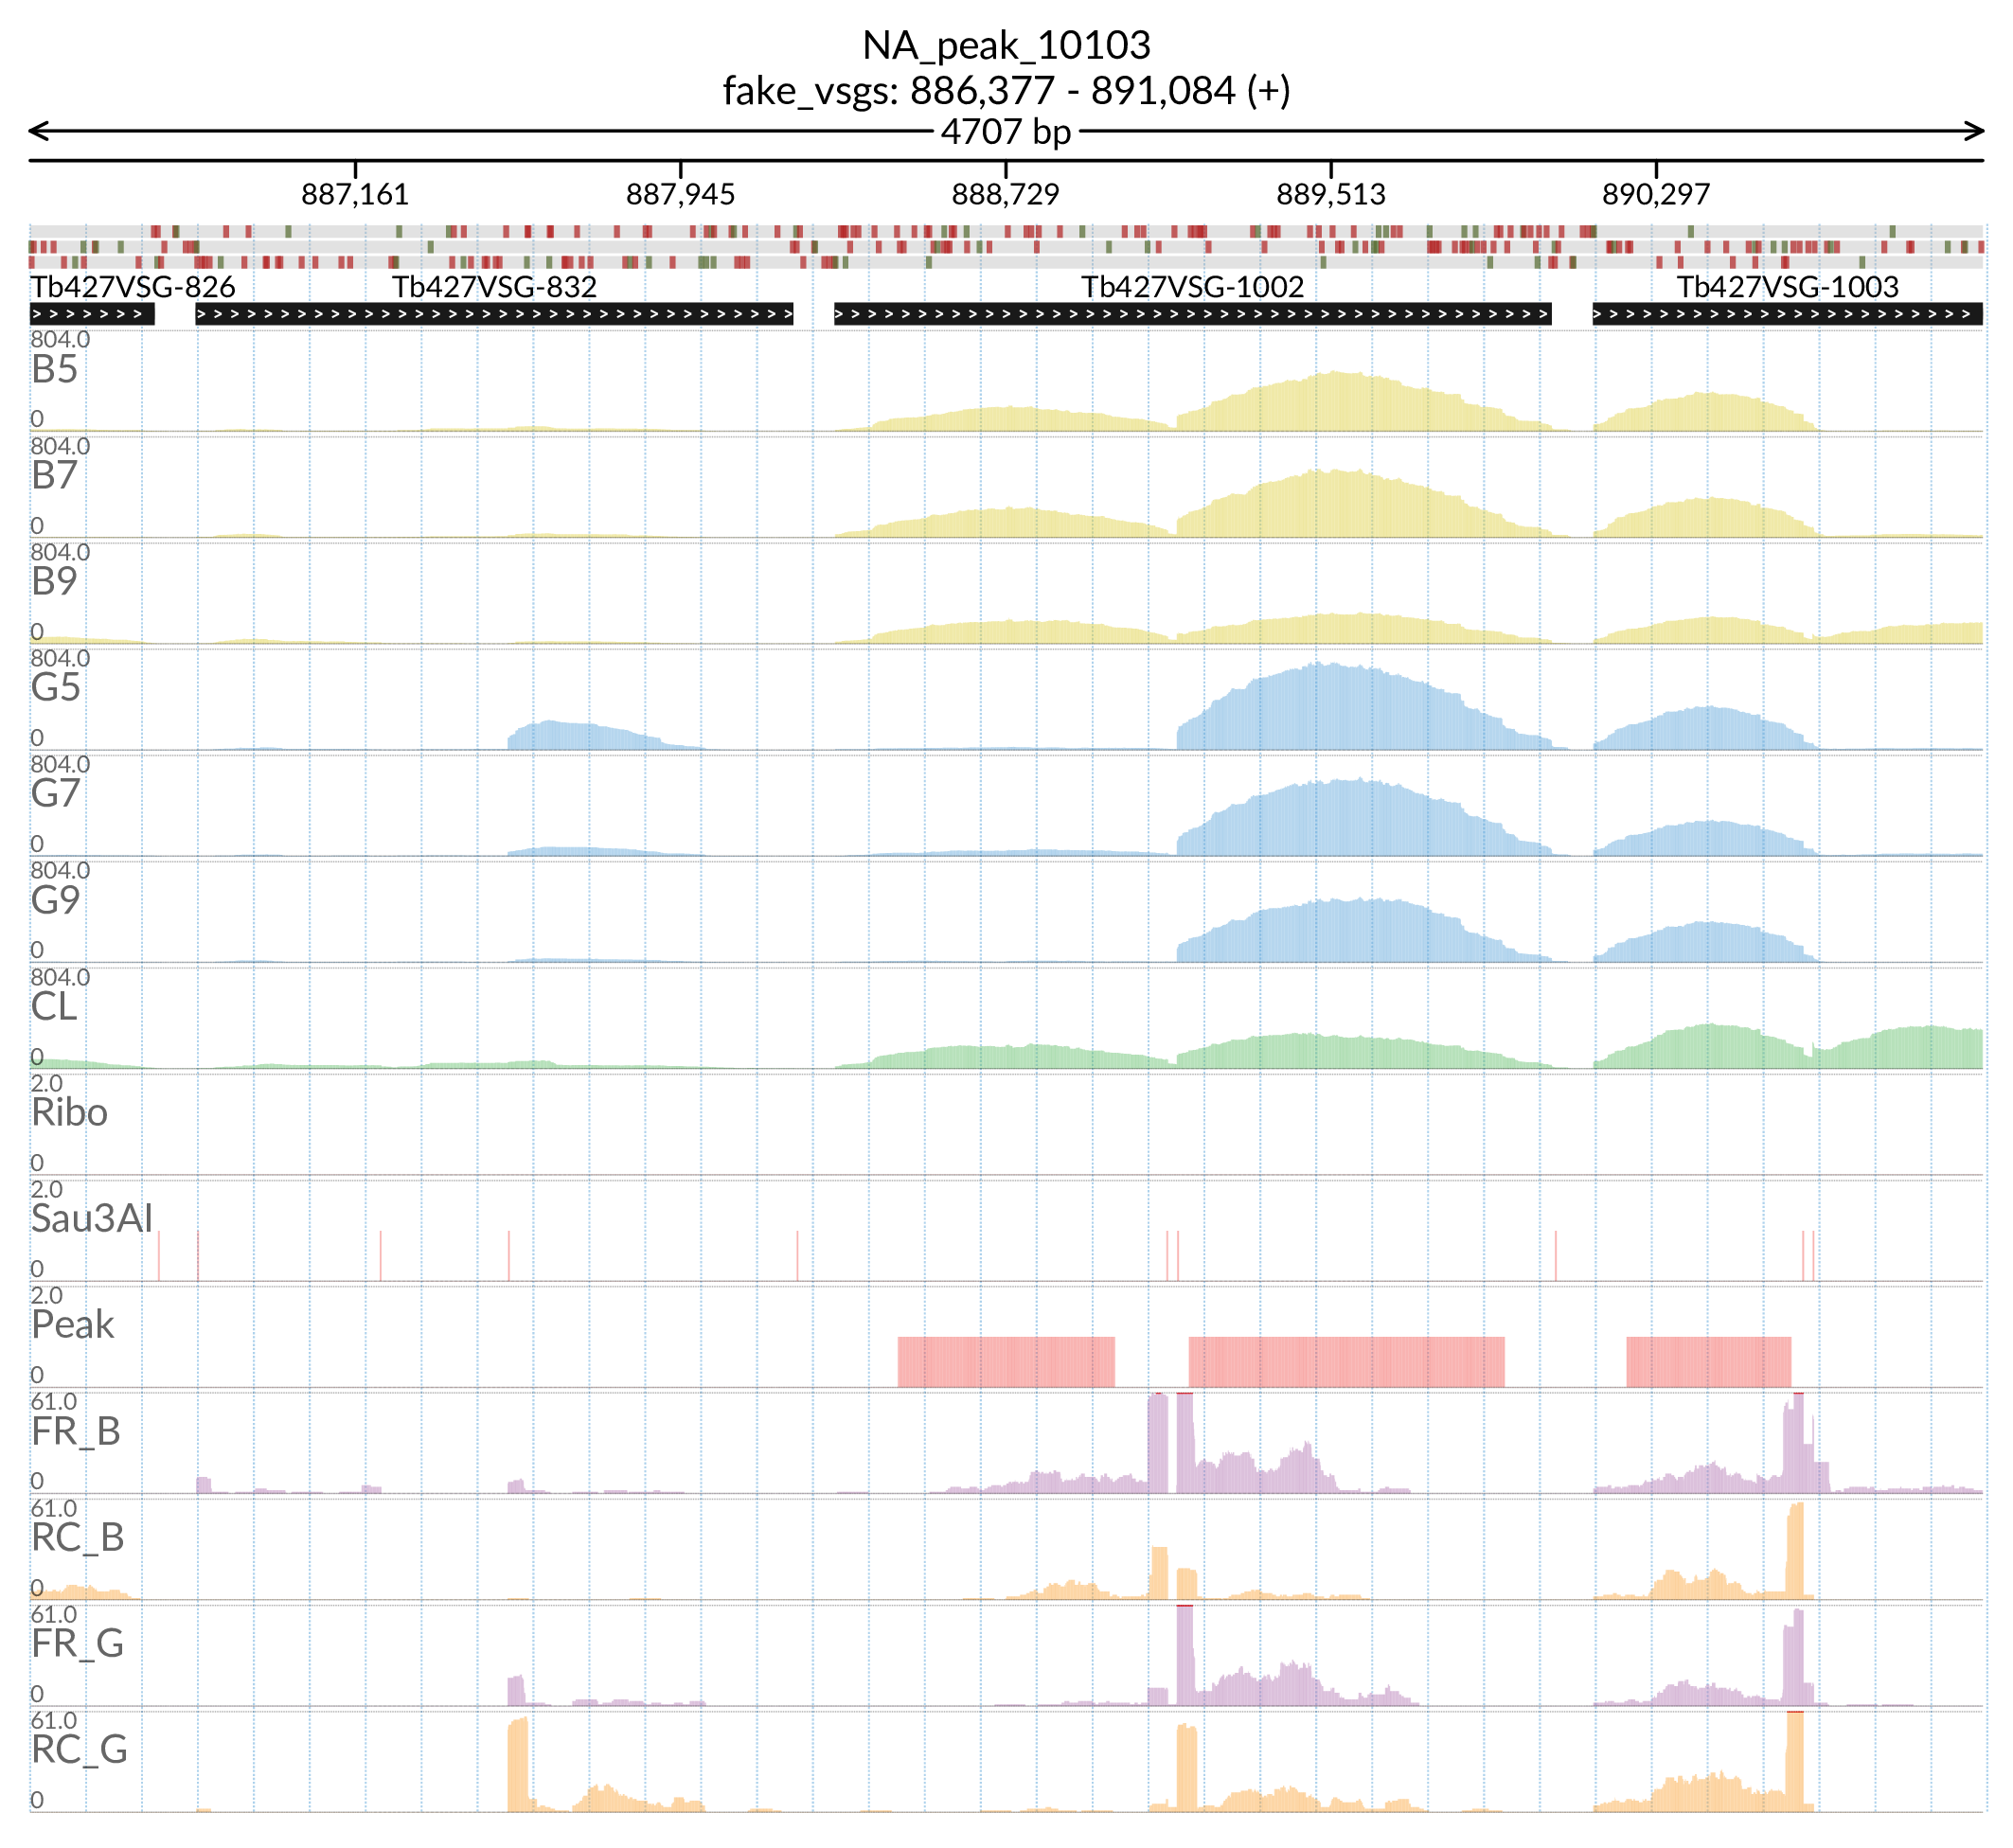 NA_peak_10103
fake_vsgs: 886,377 - 891,084 (+)
4707 bp
887,161 887,945 888,729 889,513 890,297
Tb427VSG-826 Tb427VSG-832 Tb427VSG-1002 Tb427VSG-1003
804.0
B5
0
804.0
B7
0
804.0
B9
0
804.0
G5
0
804.0
G7
0
804.0
G9
0
804.0
CL
0
2.0
Ribo
0
2.0
Sau3AI
0
2.0
Peak
0
61.0
FR_B
0
61.0
RC_B
0
61.0
FR_G
0
61.0
RC_G
0